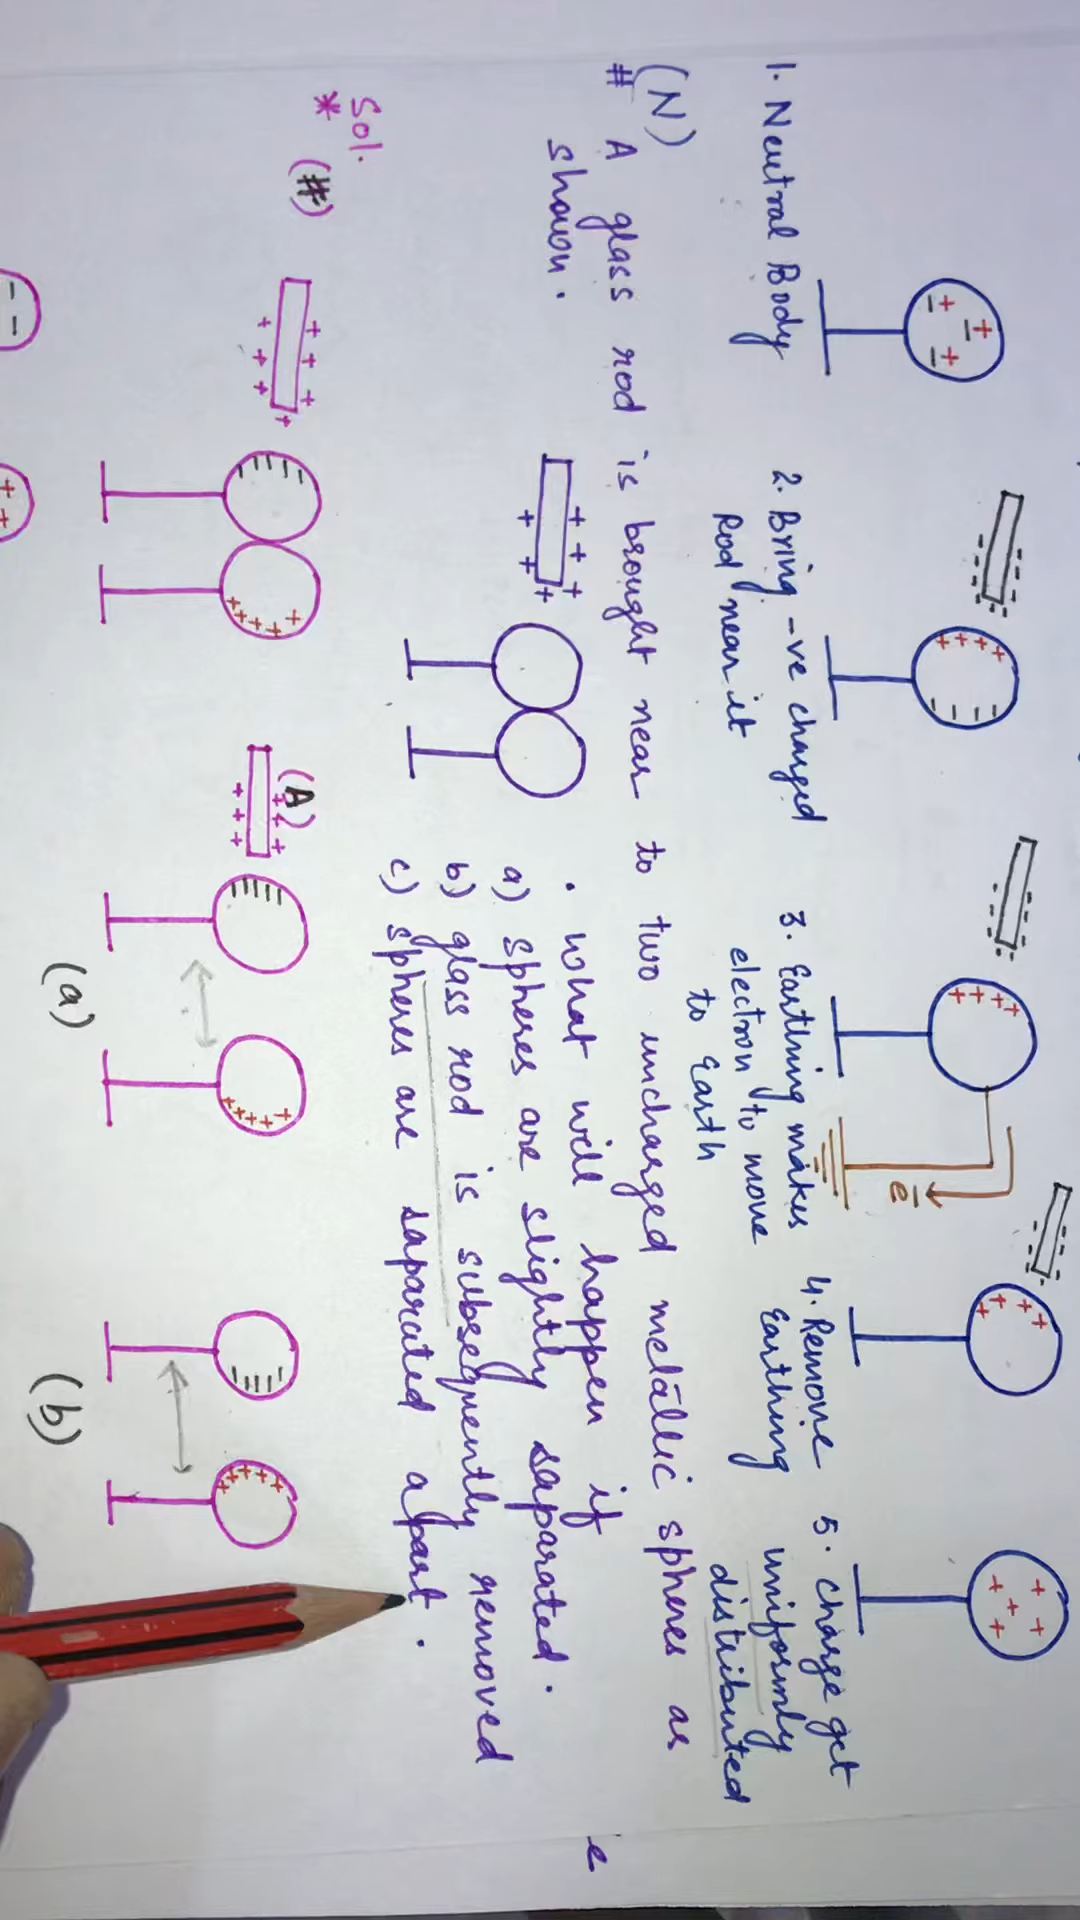 1. Neutral Body
2. Bring -ve charged
Rod near it
3. Earthing makes
electron to move
to Earth
4. Remove
Earthing
5. charge get
uniformly
distributed
e̅
(N)
# A glass rod is brought near to two uncharged metallic spheres as
shown.
. what will happen if
a) spheres are slightly saparated.
b) glass rod is subsequently removed
c) spheres are saparated apart.
e
Sol.
*
(#)
(A)
(a)
(b)